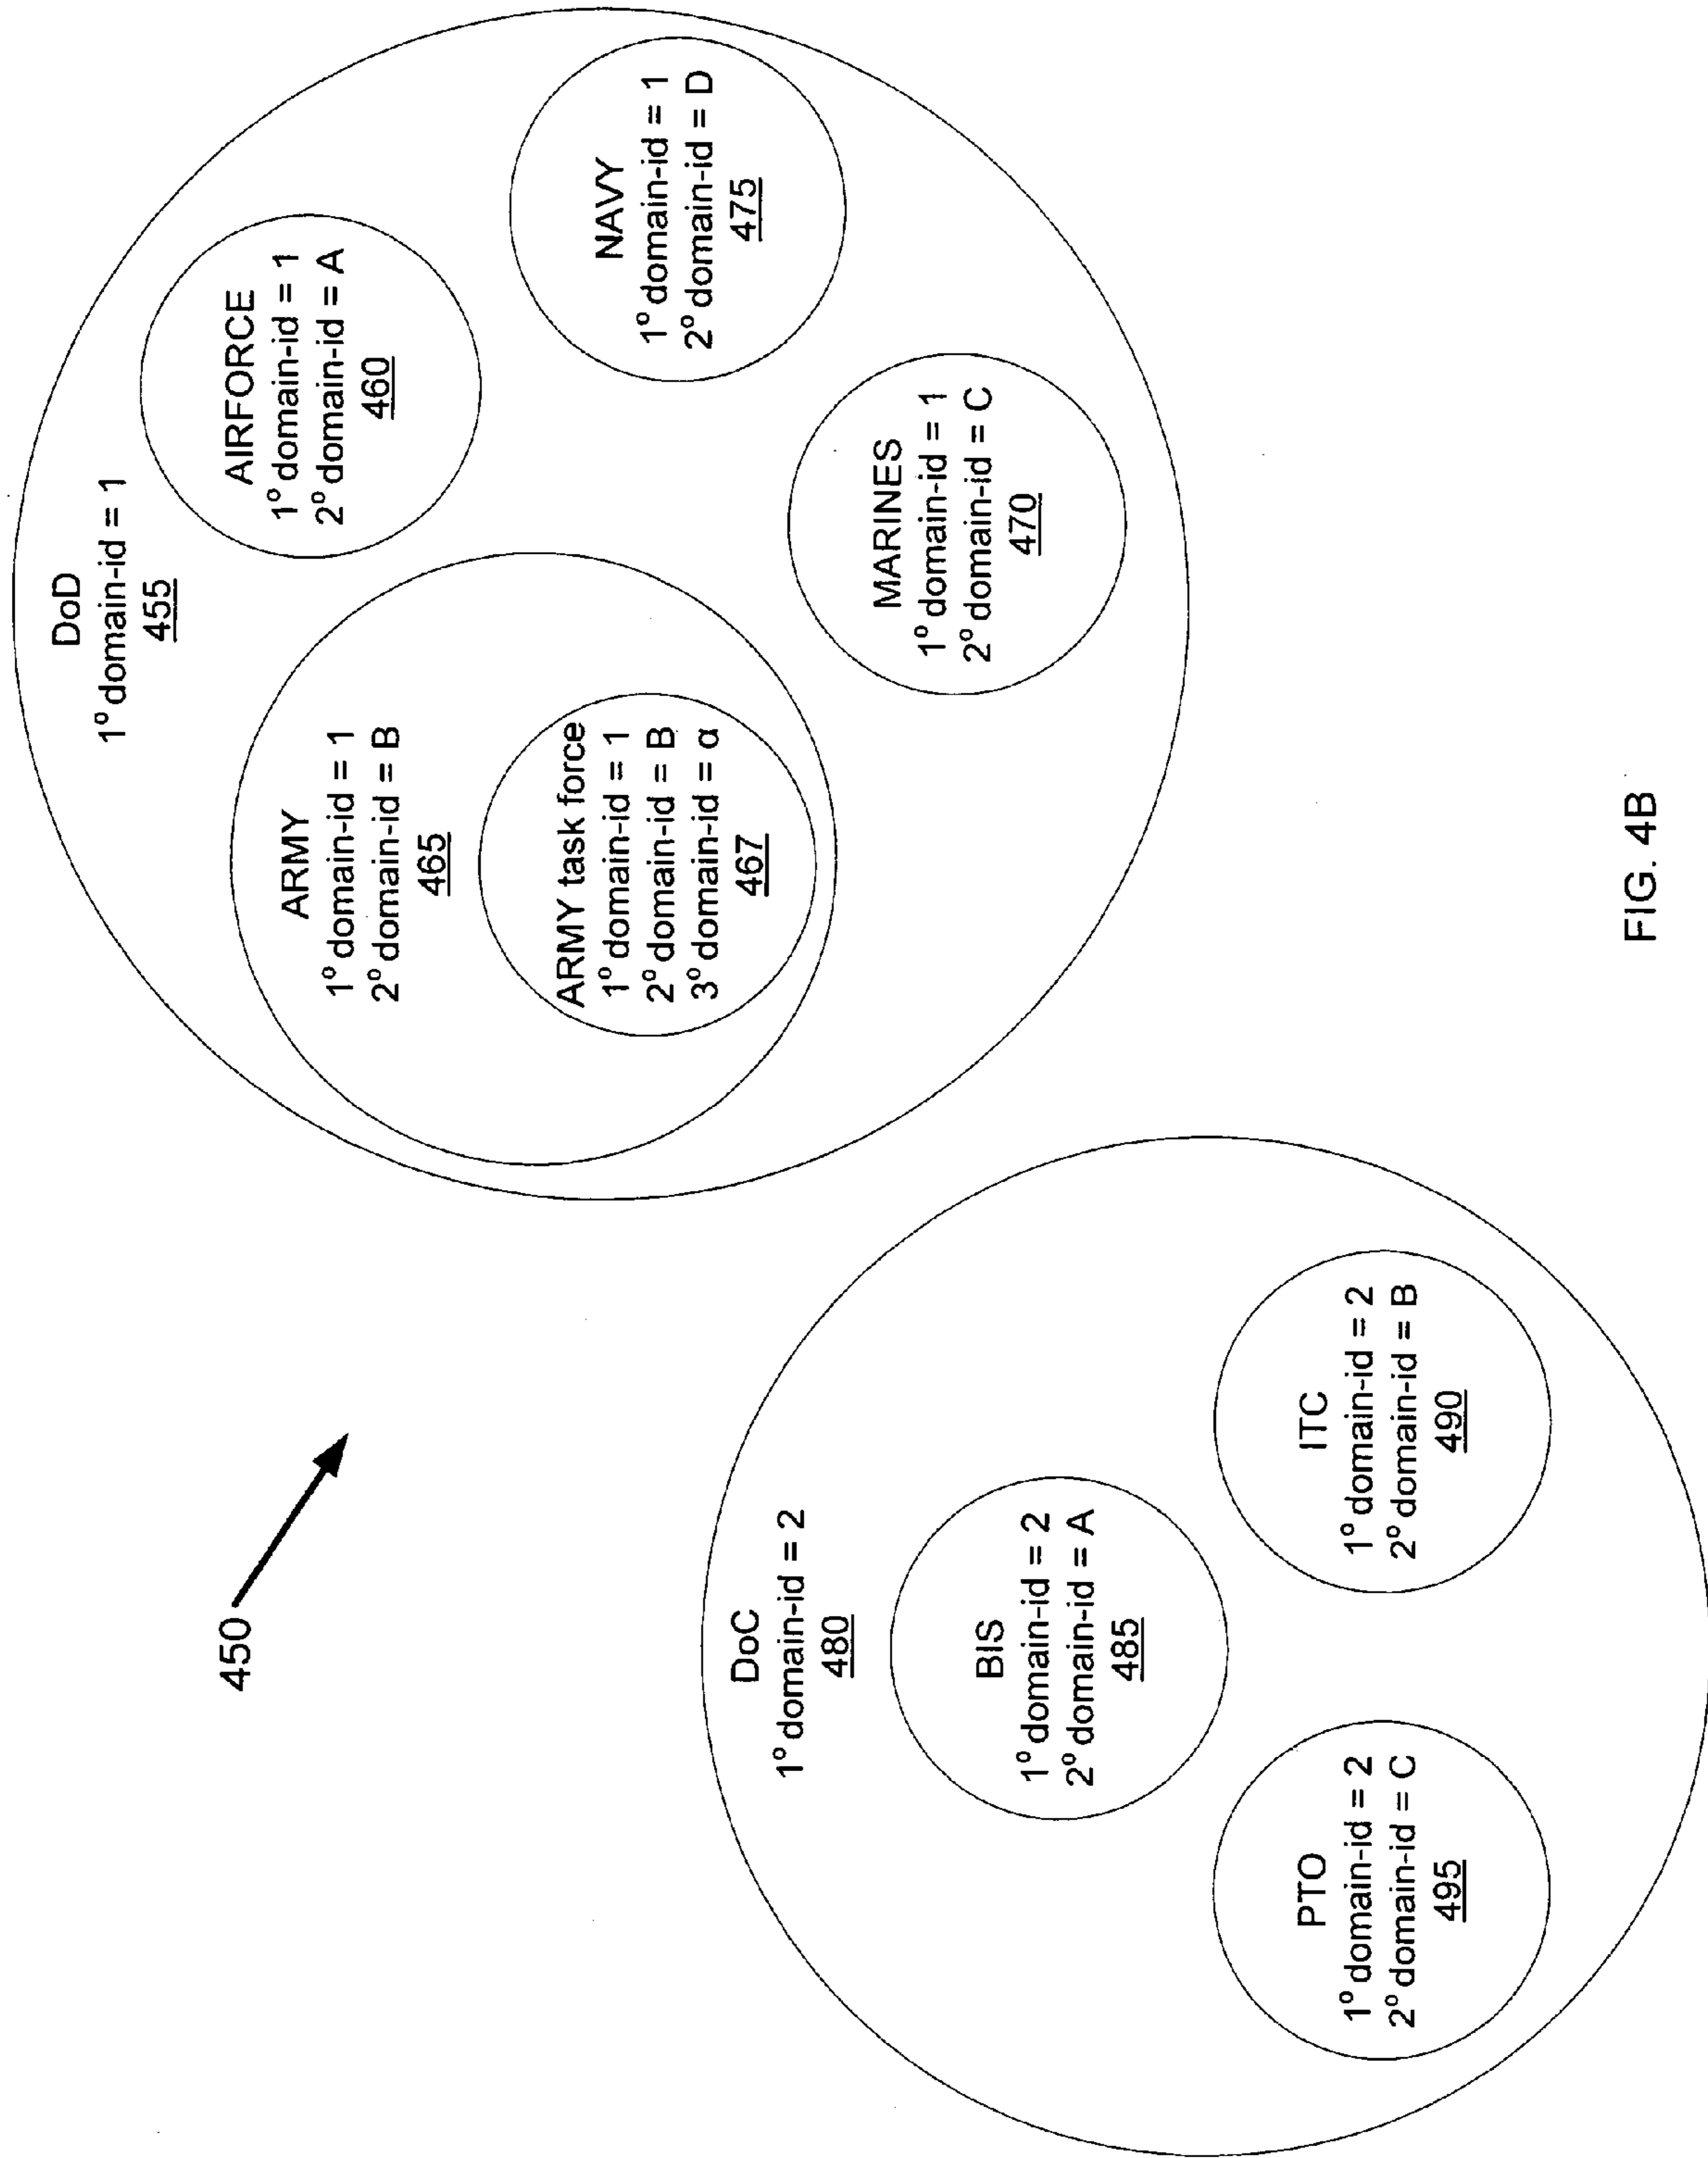 450
DoD
1° domain-id = 1
455
AIRFORCE
1° domain-id = 1
2° domain-id = A
460
ARMY
1° domain-id = 1
2° domain-id = B
465
ARMY task force
1° domain-id = 1
2° domain-id = B
3° domain-id = α
467
NAVY
1° domain-id = 1
2° domain-id = D
475
MARINES
1° domain-id = 1
2° domain-id = C
470
DoC
1° domain-id = 2
480
BIS
1° domain-id = 2
2° domain-id = A
485
PTO
1° domain-id = 2
2° domain-id = C
495
ITC
1° domain-id = 2
2° domain-id = B
490
FIG. 4B